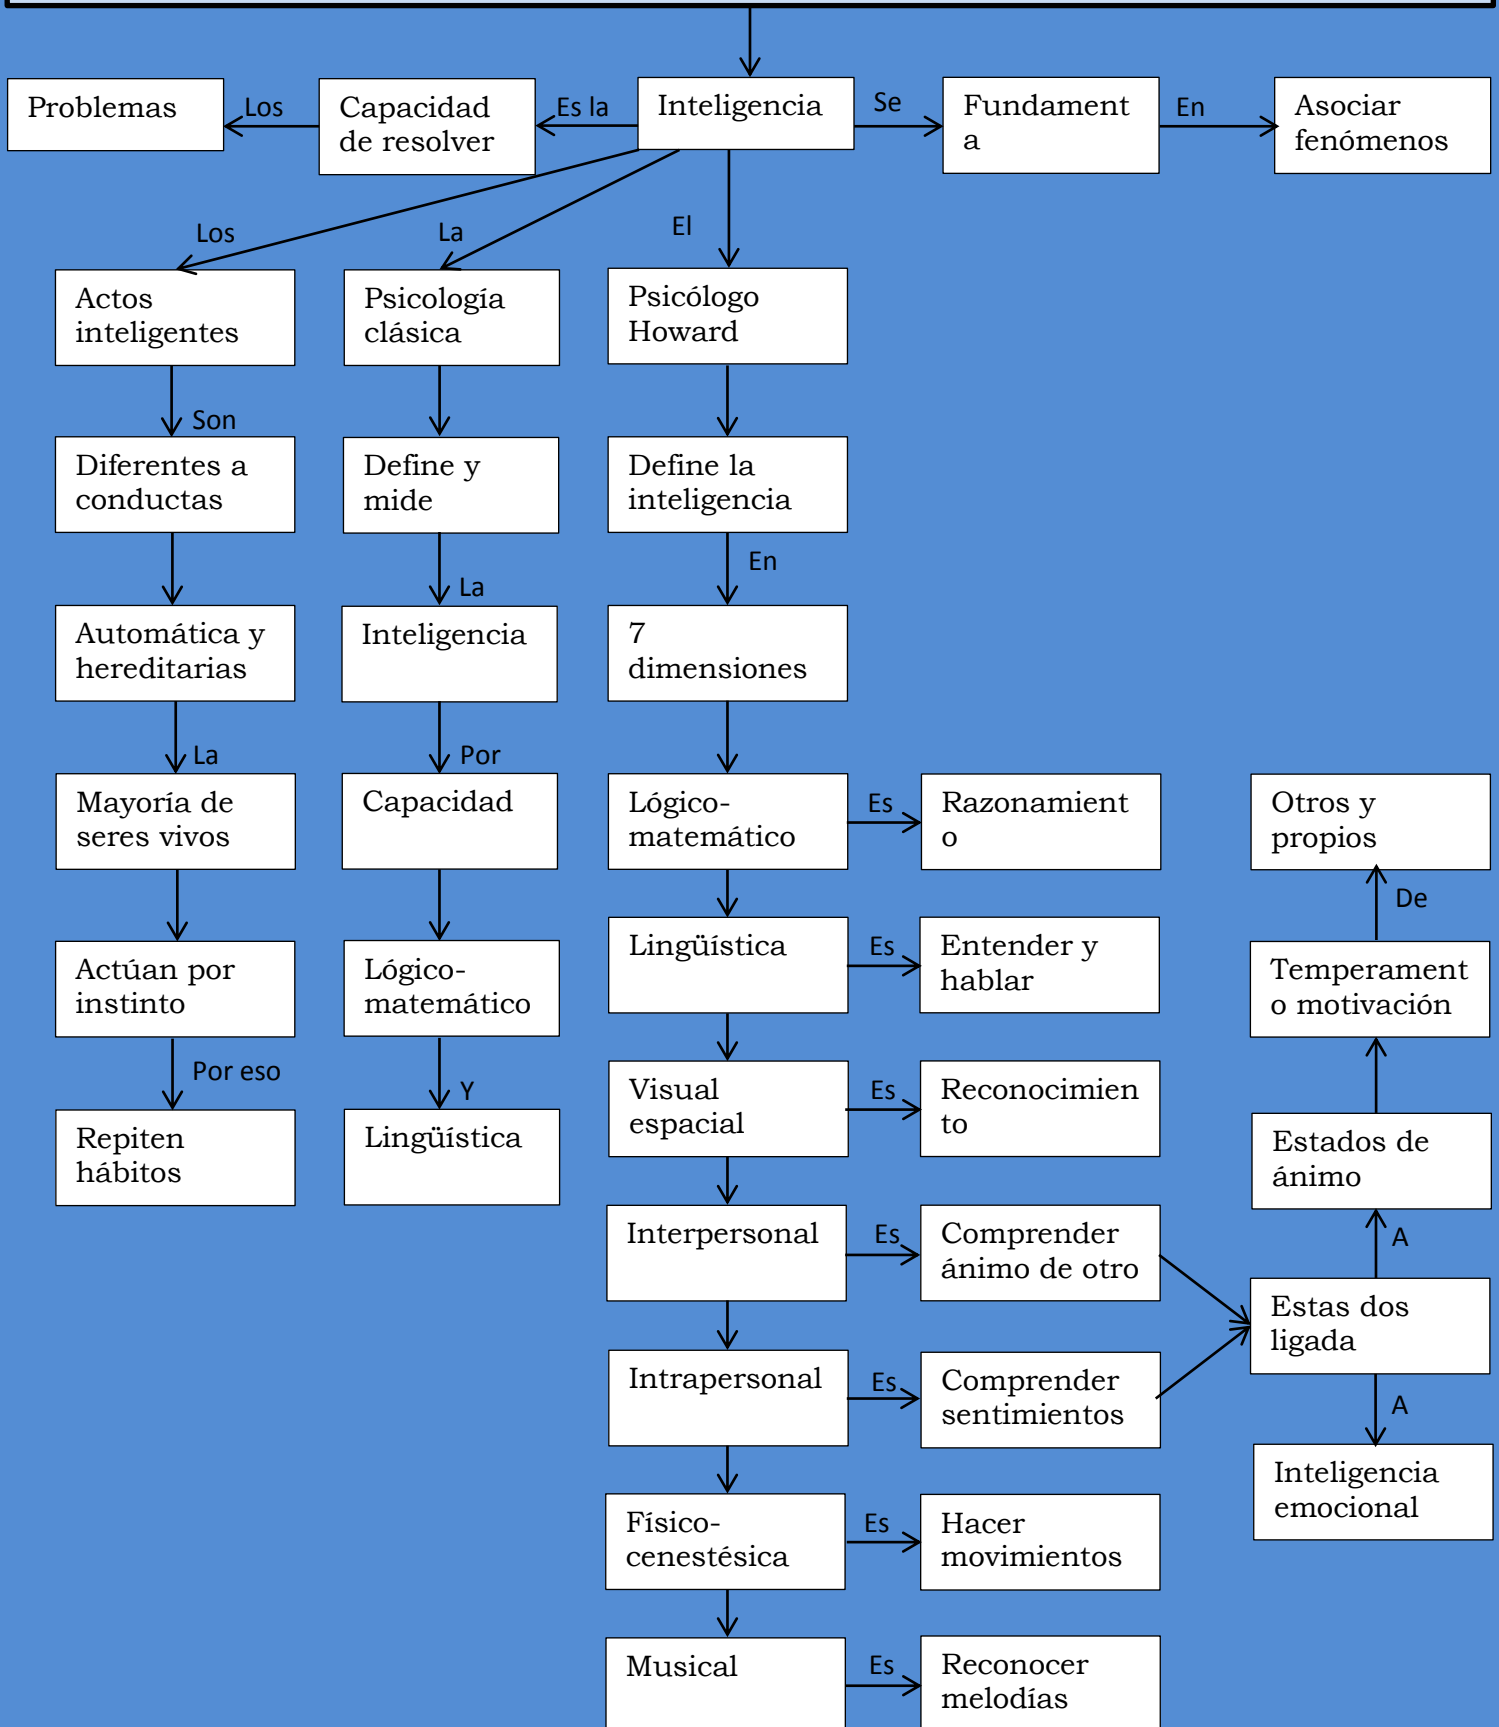 Problemas
Los
Capacidad
de resolver
Es la
Inteligencia
Se
Fundament
a
En
Asociar
fenómenos
Los
La
El
Actos
inteligentes
Psicología
clásica
Psicólogo
Howard
Son
Diferentes a
conductas
Define y
mide
Define la
inteligencia
La
En
Automática y
hereditarias
Inteligencia
7
dimensiones
La
Por
Mayoría de
seres vivos
Capacidad
Lógico-
matemático
Es
Razonamient
o
Otros y
propios
De
Actúan por
instinto
Lógico-
matemático
Lingüística
Es
Entender y
hablar
Temperament
o motivación
Por eso
Y
Repiten
hábitos
Lingüística
Visual
espacial
Es
Reconocimien
to
Estados de
ánimo
Interpersonal
Es
Comprender
ánimo de otro
A
Estas dos
ligada
Intrapersonal
Es
Comprender
sentimientos
A
Inteligencia
emocional
Físico-
cenestésica
Es
Hacer
movimientos
Musical
Es
Reconocer
melodías